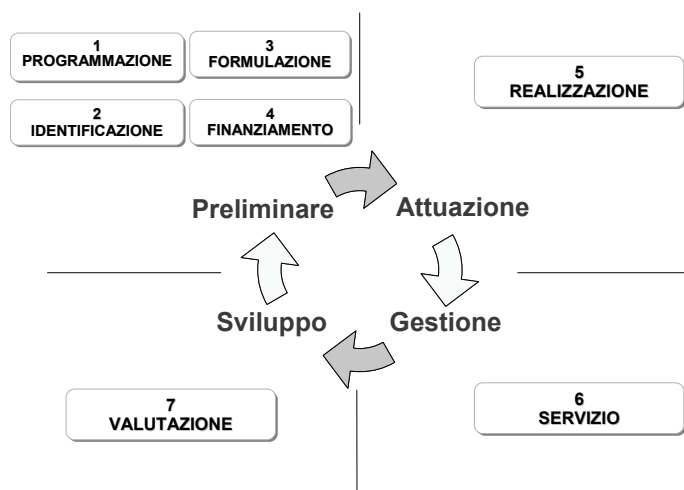 1
PROGRAMMAZIONE
3
FORMULAZIONE
2
IDENTIFICAZIONE
4
FINANZIAMENTO
5
REALIZZAZIONE
Preliminare
Attuazione
Sviluppo
Gestione
7
VALUTAZIONE
6
SERVIZIO